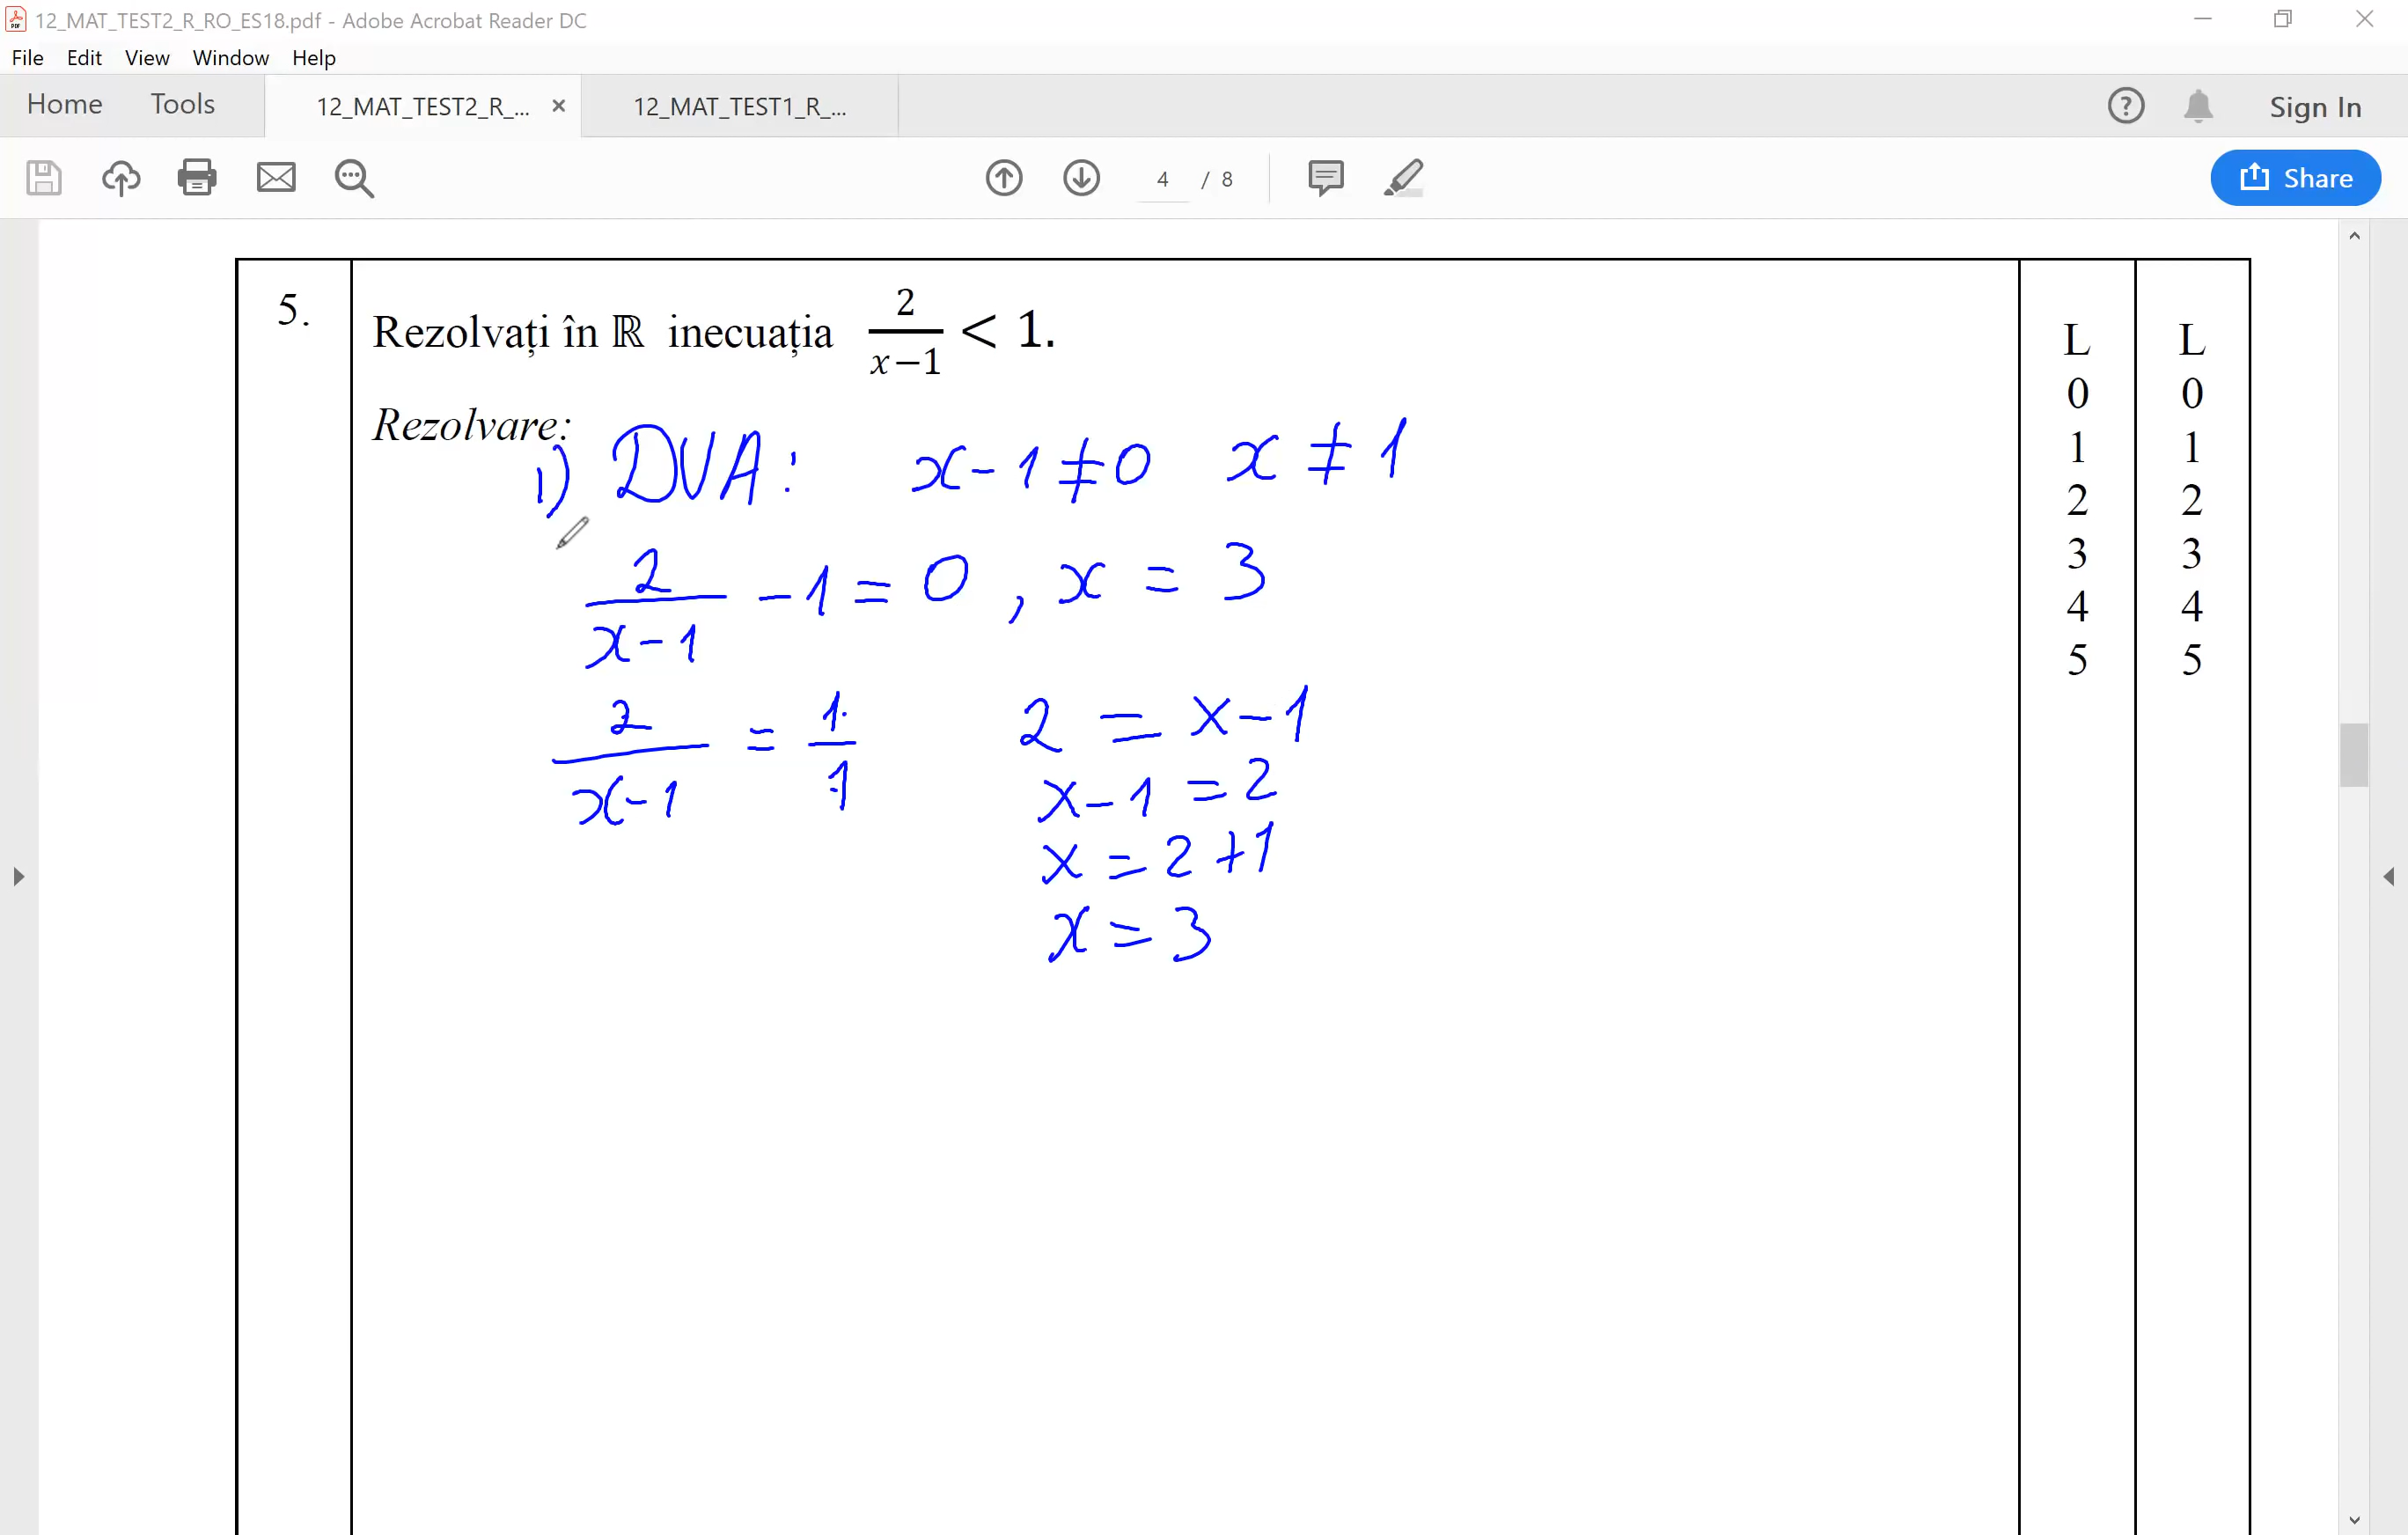 12_MAT_TEST2_R_RO_ES18.pdf - Adobe Acrobat Reader DC
File Edit View Window Help
Home Tools 12_MAT_TEST2_R_... × 12_MAT_TEST1_R_... ? Sign In
4 / 8 Share
5. Rezolvați în ℝ inecuația 2/(x−1) < 1.
Rezolvare:
1) DVA: x-1≠0 x≠1
2/(x-1) -1=0, x=3
2/(x-1) = 1/1
2=x-1
x-1=2
x=2+1
x=3
L L
0 0
1 1
2 2
3 3
4 4
5 5